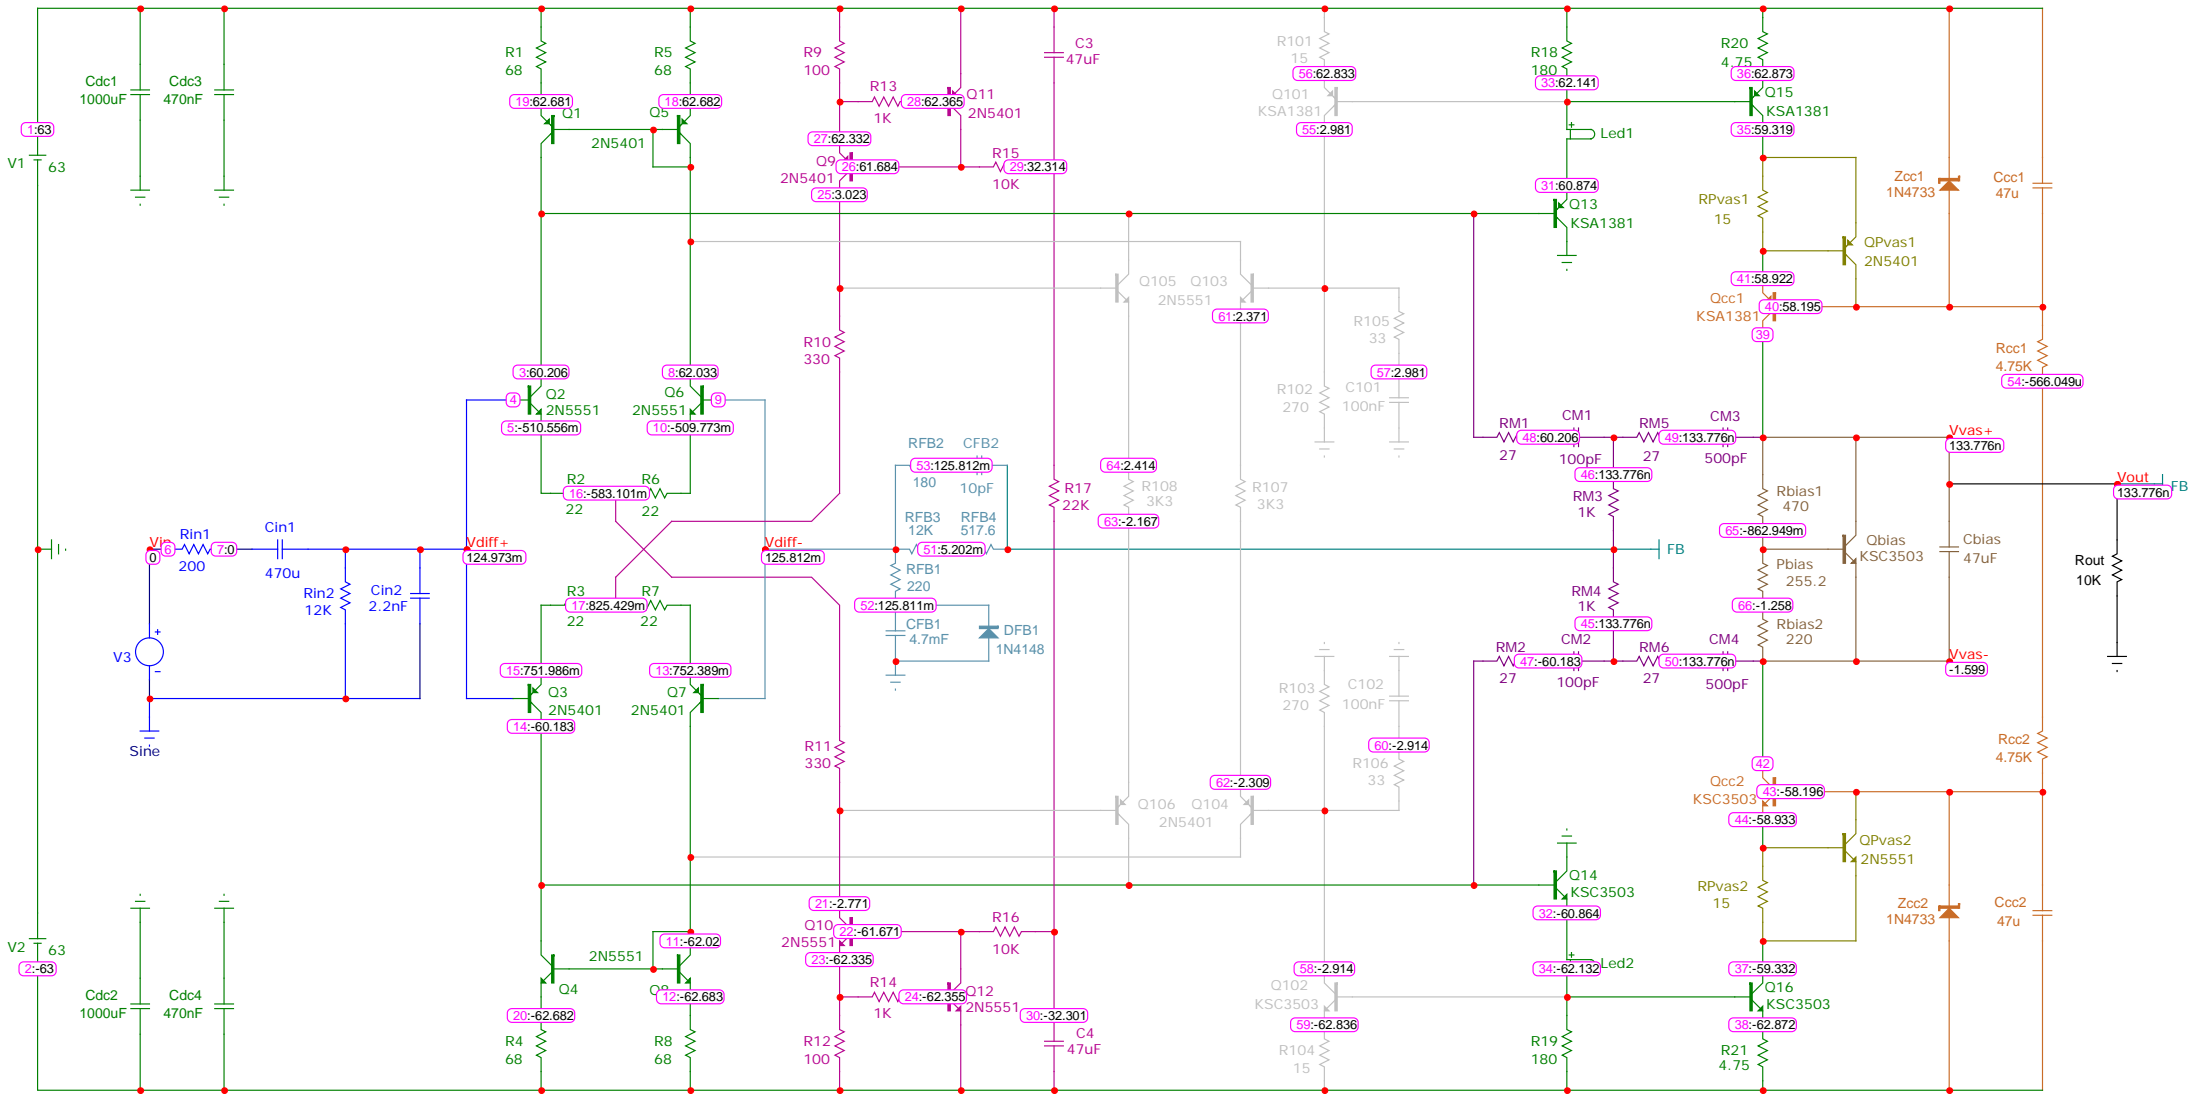 R1
68
R5
68
R9
100
C3
47uF
R101
15
R18
180
R20
4.75
Cdc1
1000uF
Cdc3
470nF
19:62.681
18:62.682
Q1
Q5
2N5401
R13
1K
28:62.365
Q11
2N5401
56:62.833
Q101
KSA1381
55:2.981
33:62.141
36:62.873
Q15
KSA1381
35:59.319
Led1
1:63
V1
63
27:62.332
Q9
2N5401
26:61.684
25:3.023
R15
10K
29:32.314
31:60.874
Q13
KSA1381
RPvas1
15
Zcc1
1N4733
Ccc1
47u
QPvas1
2N5401
Q105
Q103
2N5551
61:2.371
41:58.922
Qcc1
KSA1381
40:58.195
39
R10
330
R105
33
57:2.981
Rcc1
4.75K
54:-566.049u
3:60.206
8:62.033
4
Q2
2N5551
Q6
2N5551
9
5:-510.556m
10:-509.773m
R102
270
C101
100nF
RM1
27
CM1
48:60.206
100pF
RM5
27
CM3
49:133.776n
500pF
Vvas+
133.776n
RFB2
CFB2
53:125.812m
180
10pF
64:2.414
R108
3K3
63:-2.167
R107
3K3
46:133.776n
RM3
1K
R2
16:-583.101m
R6
22
22
R17
22K
Rbias1
470
65:-862.949m
Vout
133.776n
FB
RFB3
12K
RFB4
517.6
51:5.202m
FB
Vin
0
6
Rin1
200
7:0
Cin1
470u
Vdiff+
124.973m
Vdiff-
125.812m
Qbias
KSC3503
Cbias
47uF
Rout
10K
Rin2
12K
Cin2
2.2nF
RFB1
220
52:125.811m
CFB1
4.7mF
DFB1
1N4148
Pbias
255.2
66:-1.258
Rbias2
220
RM4
1K
45:133.776n
R3
17:825.429m
R7
22
22
V3
Sine
15:751.986m
13:752.389m
Q3
2N5401
Q7
2N5401
14:-60.183
RM2
27
CM2
47:-60.183
100pF
RM6
27
CM4
50:133.776n
500pF
Vvas-
-1.599
R103
270
C102
100nF
60:-2.914
R106
33
R11
330
62:-2.309
Q106
Q104
2N5401
42
Qcc2
KSC3503
43:-58.196
44:-58.933
Rcc2
4.75K
QPvas2
2N5551
RPvas2
15
Zcc2
1N4733
Ccc2
47u
Q14
KSC3503
32:-60.864
21:-2.771
Q10
2N5551
22:-61.671
23:-62.335
R16
10K
V2
63
2:-63
Cdc2
1000uF
Cdc4
470nF
11:-62.02
2N5551
Q4
Q8
12:-62.683
20:-62.682
R14
1K
24:-62.355
Q12
2N5551
30:-32.301
C4
47uF
58:-2.914
Q102
KSC3503
59:-62.836
34:-62.132
Led2
37:-59.332
Q16
KSC3503
38:-62.872
R4
68
R8
68
R12
100
R104
15
R19
180
R21
4.75